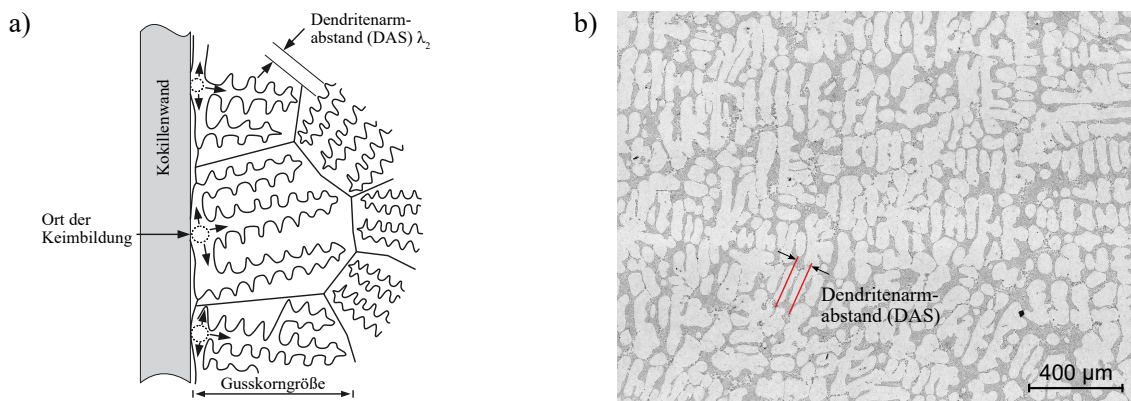 a)
Dendritenarm-
abstand (DAS) λ₂
Kokillenwand
Ort der
Keimbildung
Gusskorngröße
b)
Dendritenarm-
abstand (DAS)
400 µm